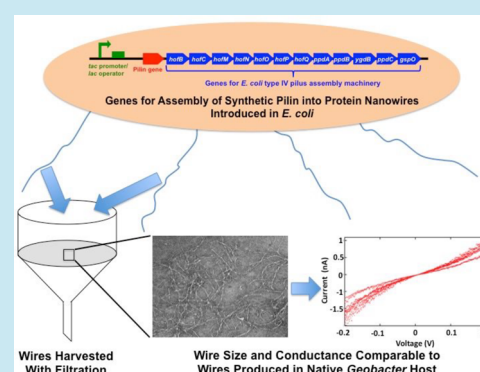 lac promoter/
lac operator
Pilin gene
hofB hofC hofM hofN hofO hofP hofQ ppdA ppdB ygdB ppdC gspO
Genes for E. coli type IV pilus assembly machinery
Genes for Assembly of Synthetic Pilin into Protein Nanowires
Introduced in E. coli
Current (nA)
1
0.5
0
-0.5
-1
-1.5
-0.2
-0.1
0
0.1
Voltage (V)
Wires Harvested
With Filtration
Wire Size and Conductance Comparable to
Wires Produced in Native Geobacter Host